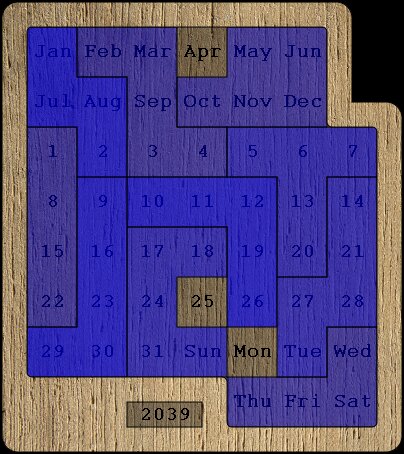 Jan Feb Mar Apr May Jun
Jul Aug Sep Oct Nov Dec
1 2 3 4 5 6 7
8 9 10 11 12 13 14
15 16 17 18 19 20 21
22 23 24 25 26 27 28
29 30 31 Sun Mon Tue Wed
Thu Fri Sat
2039